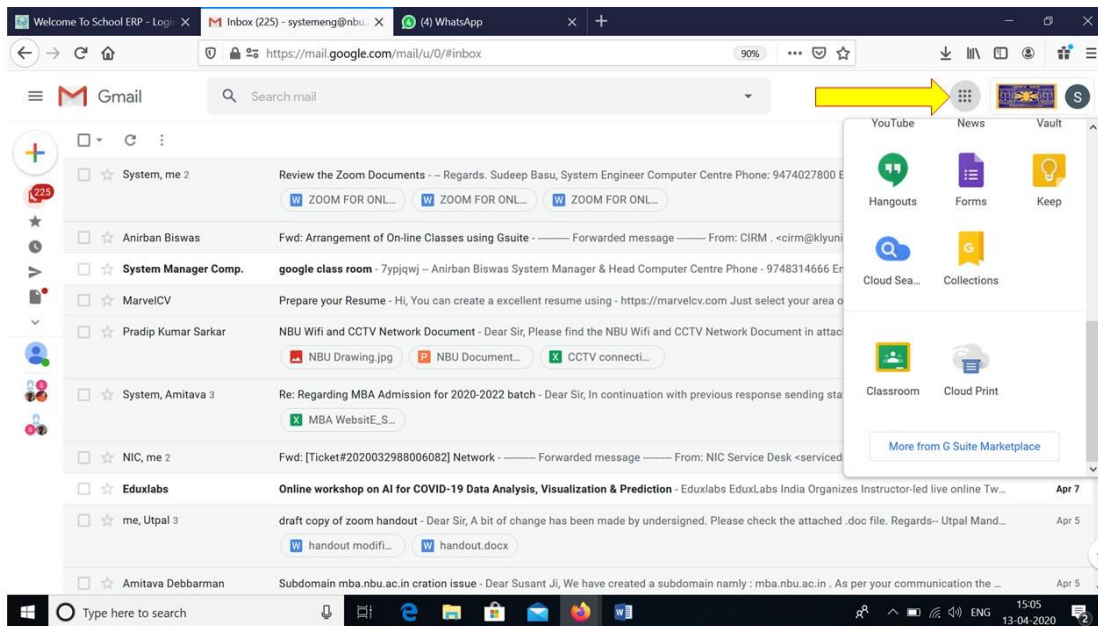 Welcome To School ERP - Logi
Inbox (225) - systemeng@nbu.
(4) WhatsApp
https://mail.google.com/mail/u/0/#inbox
90%
Gmail
Search mail
S
YouTube News Vault
225
System, me 2 Review the Zoom Documents - -- Regards. Sudeep Basu, System Engineer Computer Centre Phone: 9474027800 E
ZOOM FOR ONL... ZOOM FOR ONL... ZOOM FOR ONL...
Hangouts Forms Keep
Anirban Biswas Fwd: Arrangement of On-line Classes using Gsuite - ---------- Forwarded message --------- From: CIRM . <cirm@klyuni
System Manager Comp. google class room - 7ypjqwj -- Anirban Biswas System Manager & Head Computer Centre Phone - 9748314666 Er
Cloud Sea... Collections
MarvelCV Prepare your Resume - Hi, You can create a excellent resume using - https://marvelcv.com Just select your area o
Pradip Kumar Sarkar NBU Wifi and CCTV Network Document - Dear Sir, Please find the NBU Wifi and CCTV Network Document in attac
NBU Drawing.jpg NBU Document... CCTV connecti...
System, Amitava 3 Re: Regarding MBA Admission for 2020-2022 batch - Dear Sir, In continuation with previous response sending sta
Classroom Cloud Print
MBA WebsitE_S...
More from G Suite Marketplace
NIC, me 2 Fwd: [Ticket#2020032988006082] Network - ---------- Forwarded message --------- From: NIC Service Desk <serviced
Eduxlabs Online workshop on AI for COVID-19 Data Analysis, Visualization & Prediction - Eduxlabs EduxLabs India Organizes Instructor-led live online Tw... Apr 7
me, Utpal 3 draft copy of zoom handout - Dear Sir, A bit of change has been made by undersigned. Please check the attached .doc file. Regards-- Utpal Mand... Apr 5
handout modifi... handout.docx
Amitava Debbarman Subdomain mba.nbu.ac.in cration issue - Dear Susant Ji, We have created a subdomain namly : mba.nbu.ac.in . As per your communication the ... Apr 5
Type here to search
ENG
15:05
13-04-2020
2